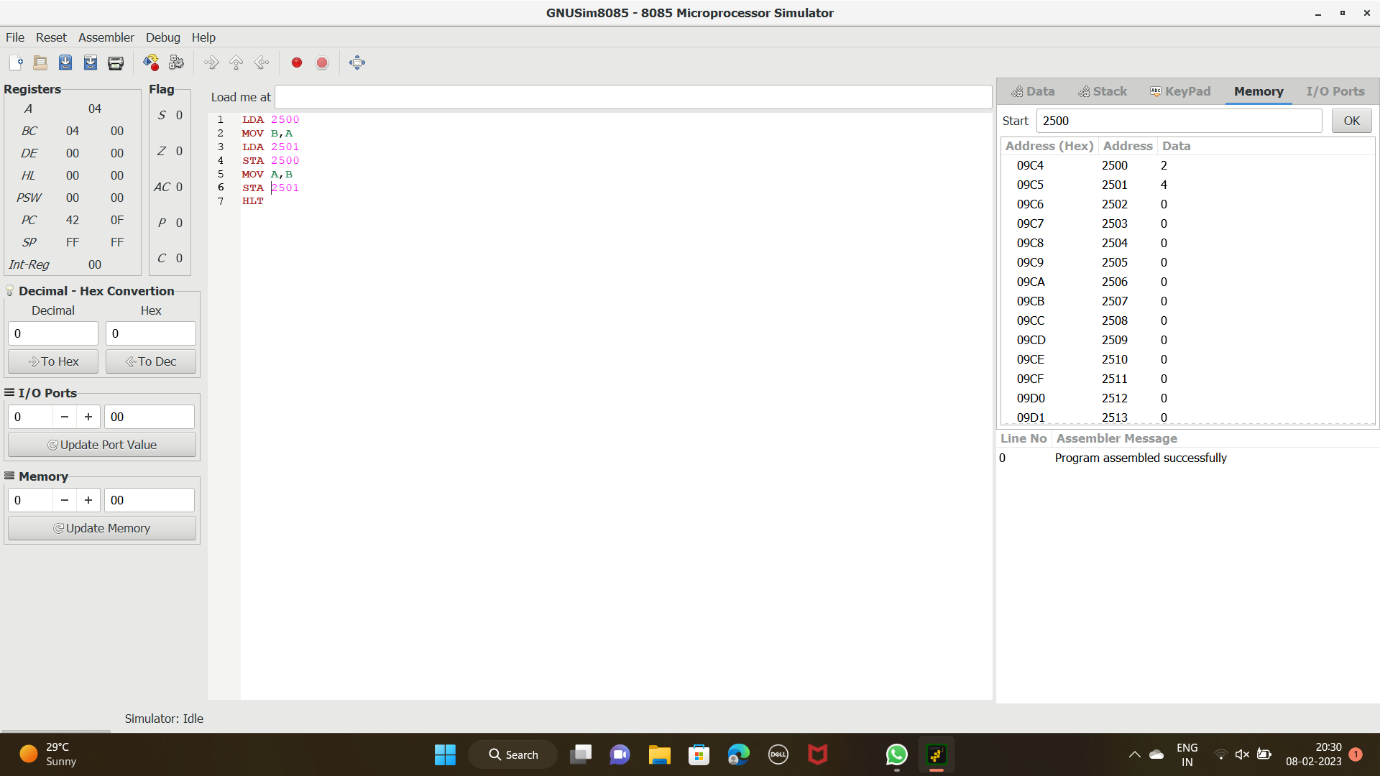 GNUSim8085 - 8085 Microprocessor Simulator
File Reset Assembler Debug Help
Registers
A 04
BC 04 00
DE 00 00
HL 00 00
PSW 00 00
PC 42 0F
SP FF FF
Int-Reg 00
Flag
S 0
Z 0
AC 0
P 0
C 0
Decimal - Hex Convertion
Decimal Hex
0 0
To Hex To Dec
I/O Ports
0 − + 00
Update Port Value
Memory
0 − + 00
Update Memory
Load me at
1 LDA 2500
2 MOV B,A
3 LDA 2501
4 STA 2500
5 MOV A,B
6 STA 2501
7 HLT
Data Stack Abc KeyPad Memory I/O Ports
Start 2500 OK
Address (Hex) Address Data
09C4 2500 2
09C5 2501 4
09C6 2502 0
09C7 2503 0
09C8 2504 0
09C9 2505 0
09CA 2506 0
09CB 2507 0
09CC 2508 0
09CD 2509 0
09CE 2510 0
09CF 2511 0
09D0 2512 0
09D1 2513 0
Line No Assembler Message
0 Program assembled successfully
Simulator: Idle
29°C
Sunny
Search
DELL
ENG
IN
20:30
08-02-2023
1